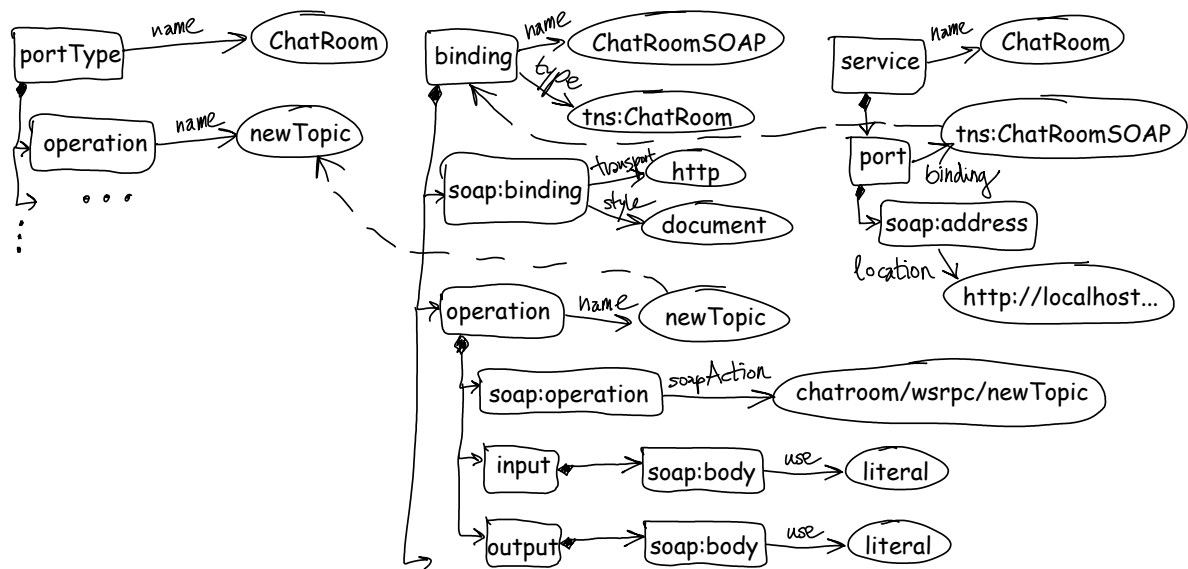 portType
name
ChatRoom
operation
name
newTopic
binding
name
ChatRoomSOAP
type
tns:ChatRoom
soap:binding
transport
http
style
document
operation
name
newTopic
soap:operation
soapAction
chatroom/wsrpc/newTopic
input
soap:body
use
literal
output
soap:body
use
literal
service
name
ChatRoom
port
binding
tns:ChatRoomSOAP
soap:address
location
http://localhost...